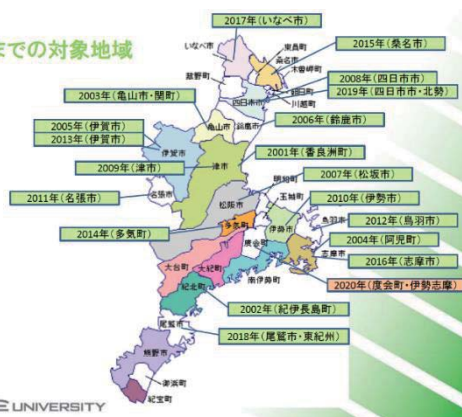 までの対象地域
2017年(いなべ市)
いなべ市
東員町
桑名市
2015年(桑名市)
木曽岬町
菰野町
朝日町
川越町
2008年(四日市市)
2019年(四日市市・北勢)
四日市市
2003年(亀山市・関町)
亀山市
鈴鹿市
2006年(鈴鹿市)
2005年(伊賀市)
2013年(伊賀市)
伊賀市
2001年(香良洲町)
2009年(津市)
津市
2007年(松坂市)
明和町
玉城町
2011年(名張市)
名張市
松阪市
2010年(伊勢市)
伊勢市
鳥羽市
2012年(鳥羽市)
2014年(多気町)
多気町
度会町
2004年(阿児町)
志摩市
2016年(志摩市)
大台町
大紀町
南伊勢町
2020年(度会町・伊勢志摩)
紀北町
2002年(紀伊長島町)
尾鷲市
2018年(尾鷲市・東紀州)
熊野市
御浜町
紀宝町
E UNIVERSITY